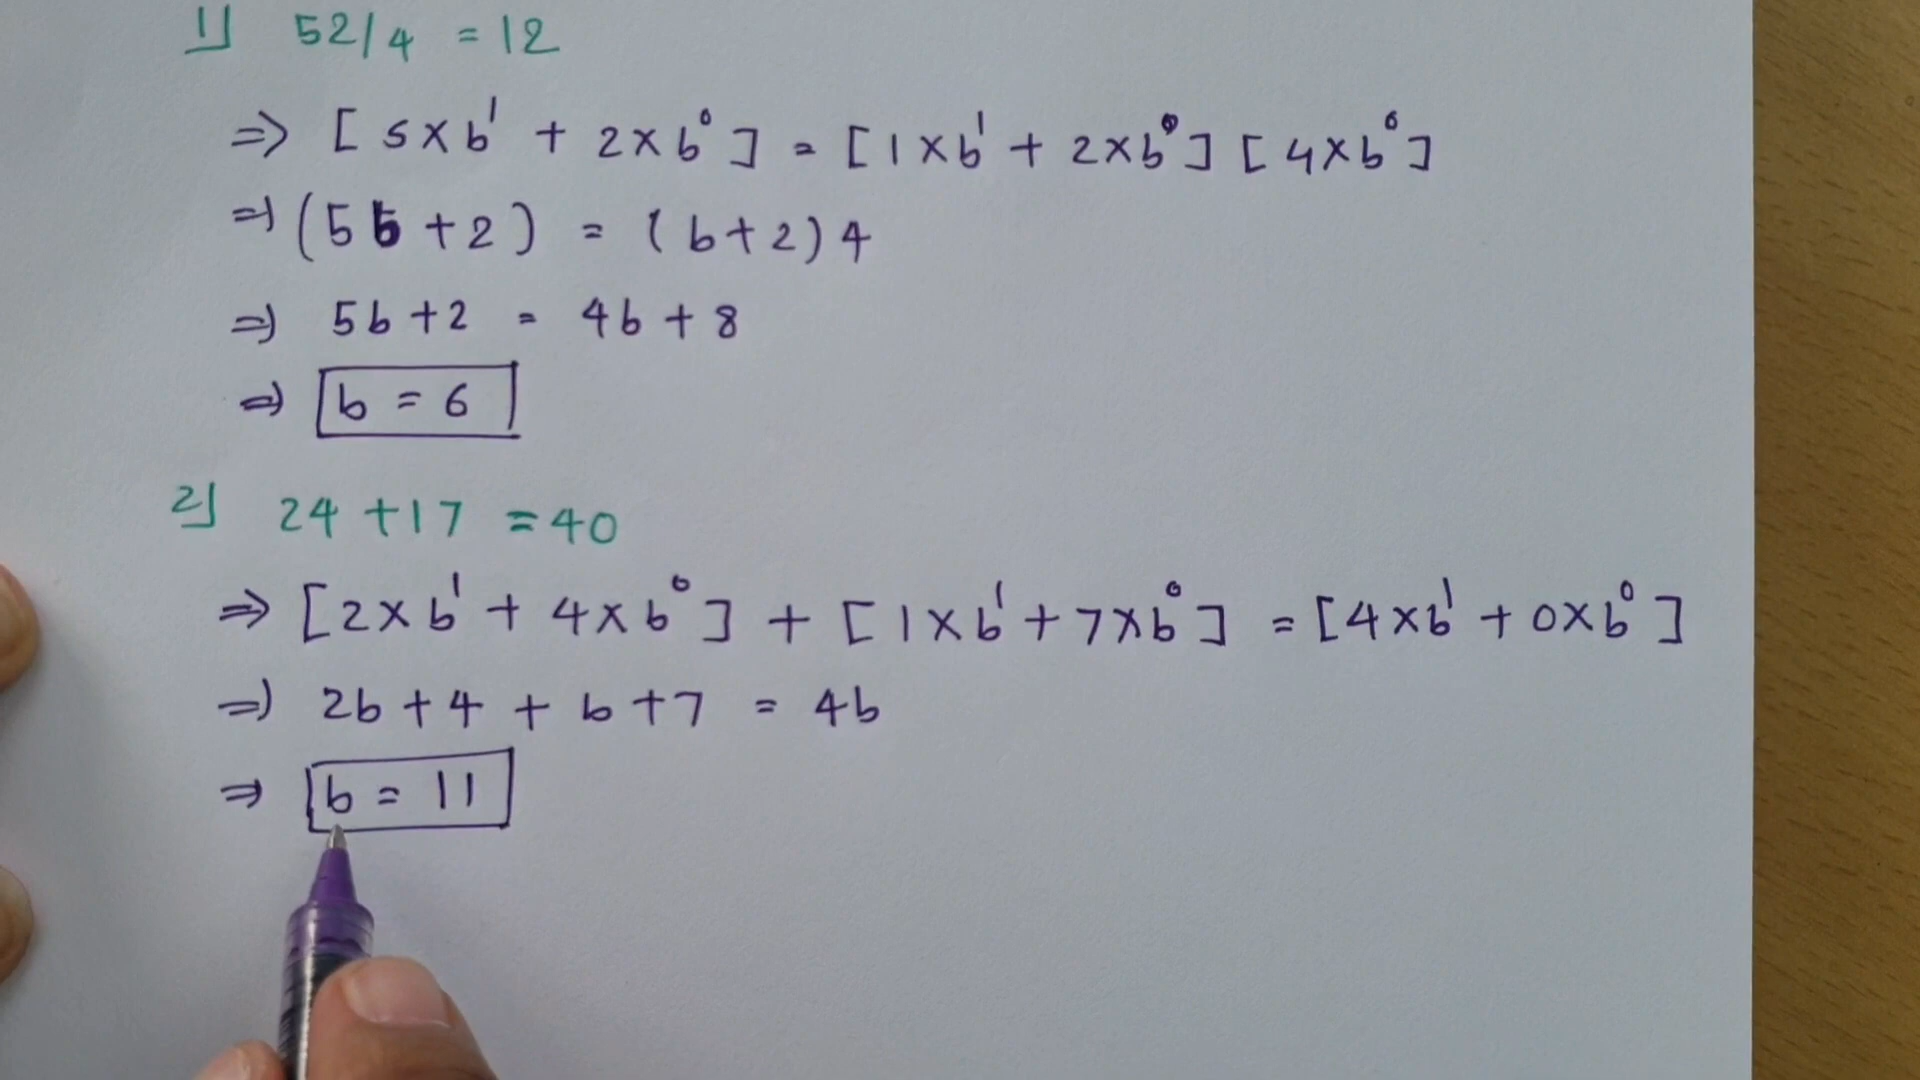 1) 52/4 = 12
⇒ [5×b¹ + 2×b⁰] = [1×b¹ + 2×b⁰] [4×b⁰]
⇒ (5b + 2) = (b+2)4
⇒ 5b+2 = 4b+8
⇒ b = 6
2) 24 +17 = 40
⇒ [2×b¹ + 4×b⁰] + [1×b¹ + 7×b⁰] = [4×b¹ + 0×b⁰]
⇒ 2b+4 + b+7 = 4b
⇒ b = 11